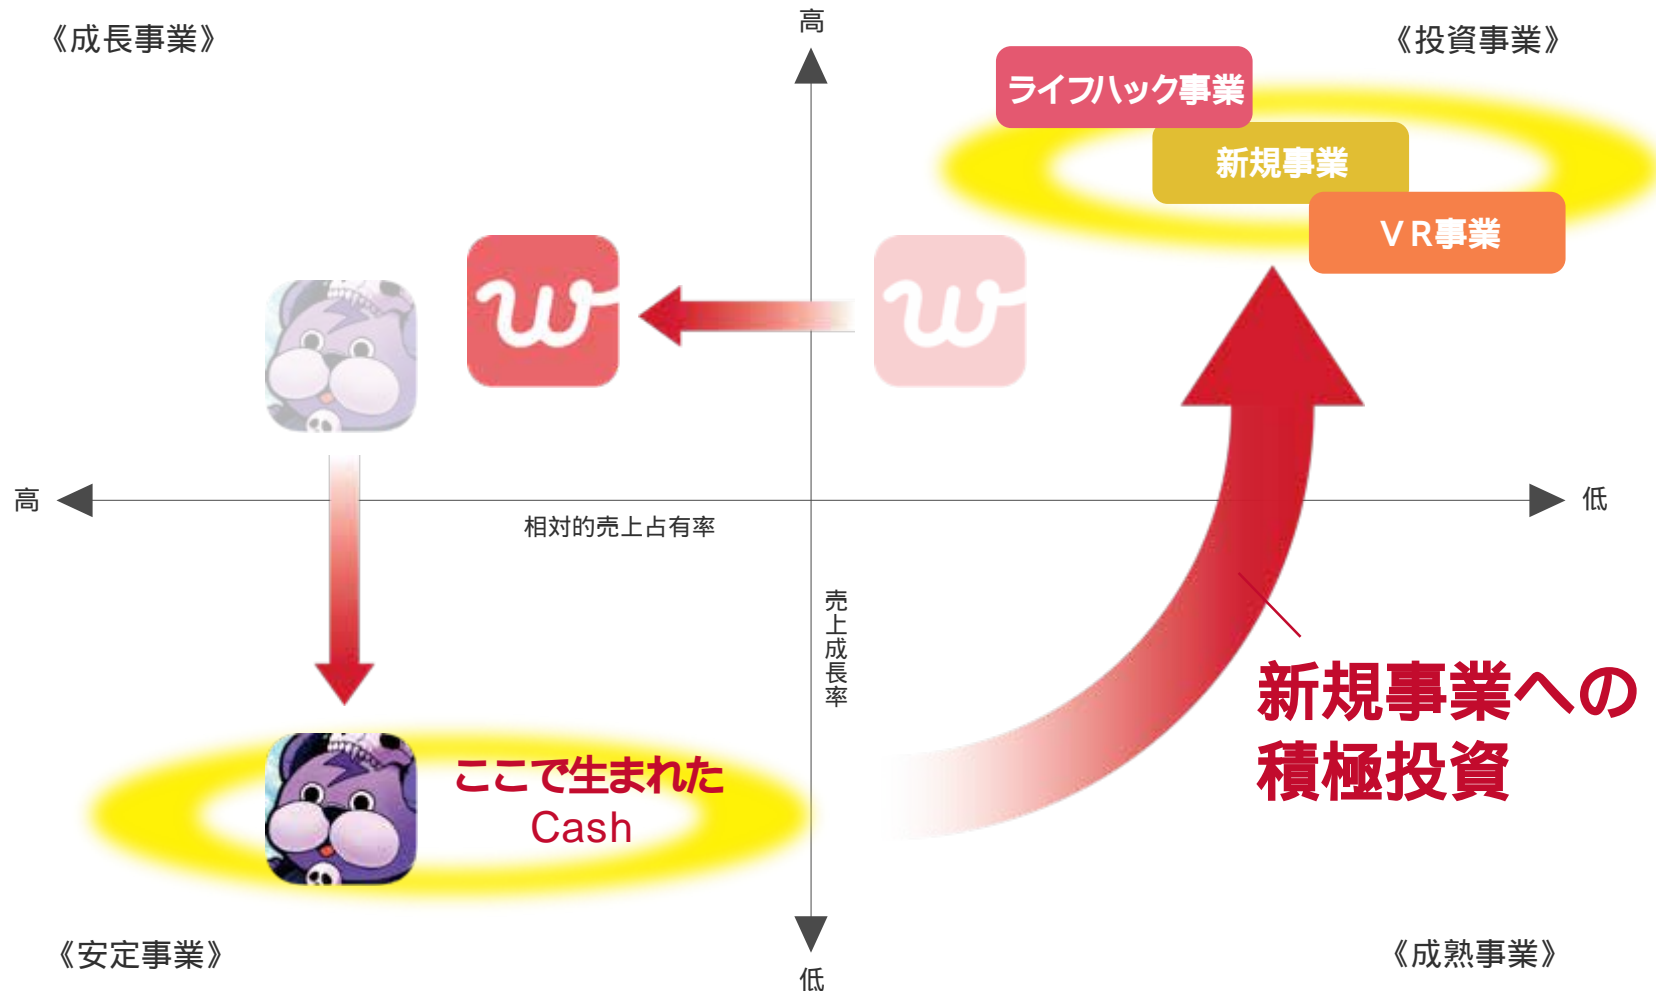 高
《成長事業》
《投資事業》
ライフハック事業
新規事業
VR事業
w
w
高
低
相対的売上占有率
売上成長率
新規事業への
積極投資
ここで生まれた
Cash
《安定事業》
《成熟事業》
低